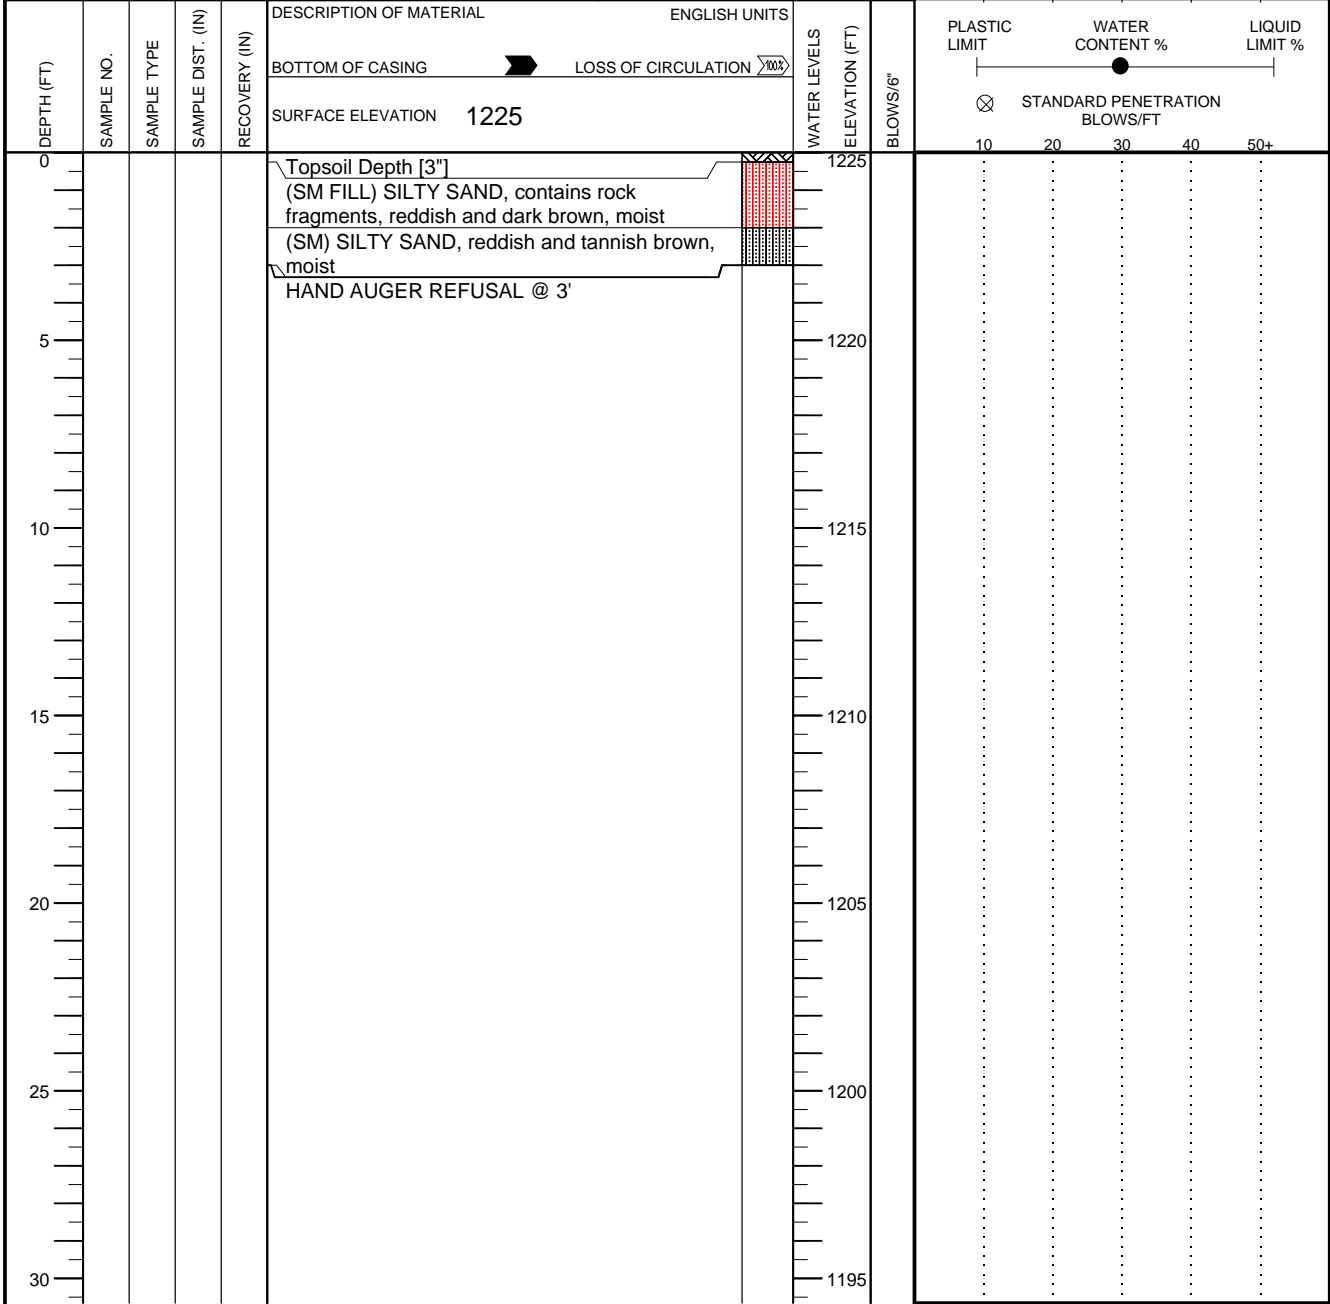 DEPTH (FT)
SAMPLE NO.
SAMPLE TYPE
SAMPLE DIST. (IN)
RECOVERY (IN)
DESCRIPTION OF MATERIAL ENGLISH UNITS
BOTTOM OF CASING LOSS OF CIRCULATION 100%
SURFACE ELEVATION 1225
WATER LEVELS
ELEVATION (FT)
BLOWS/6"
PLASTIC LIMIT
WATER CONTENT %
LIQUID LIMIT %
STANDARD PENETRATION
BLOWS/FT
10 20 30 40 50+
0 1225
Topsoil Depth [3"]
(SM FILL) SILTY SAND, contains rock
fragments, reddish and dark brown, moist
(SM) SILTY SAND, reddish and tannish brown,
moist
HAND AUGER REFUSAL @ 3'
5 1220
10 1215
15 1210
20 1205
25 1200
30 1195